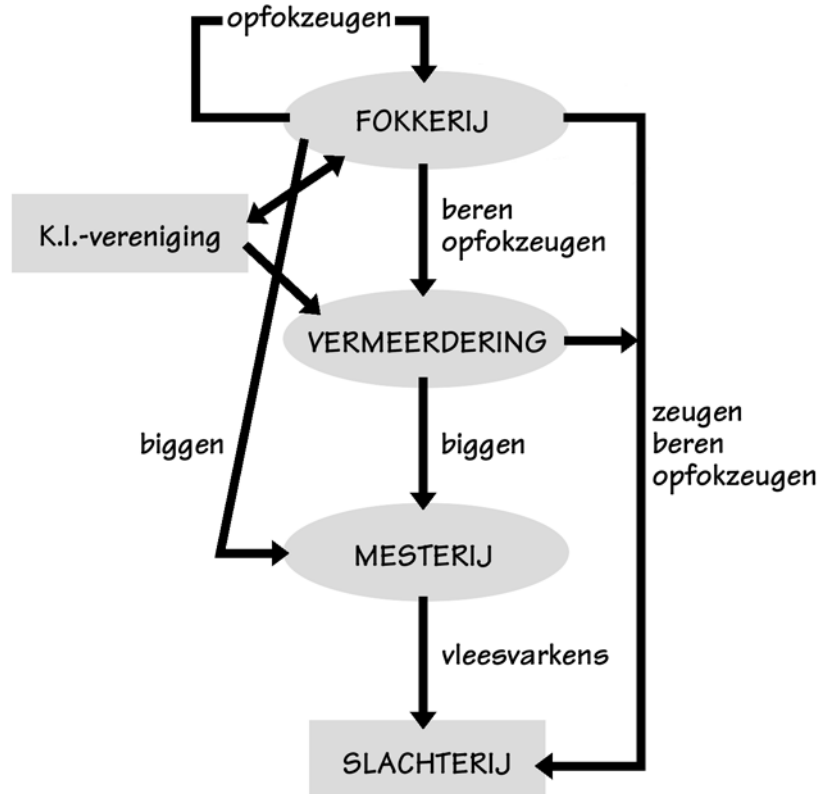 opfokzeugen
FOKKERIJ
beren
opfokzeugen
K.I.-vereniging
VERMEERDERING
zeugen
beren
opfokzeugen
biggen
biggen
MESTERIJ
vleesvarkens
SLACHTERIJ